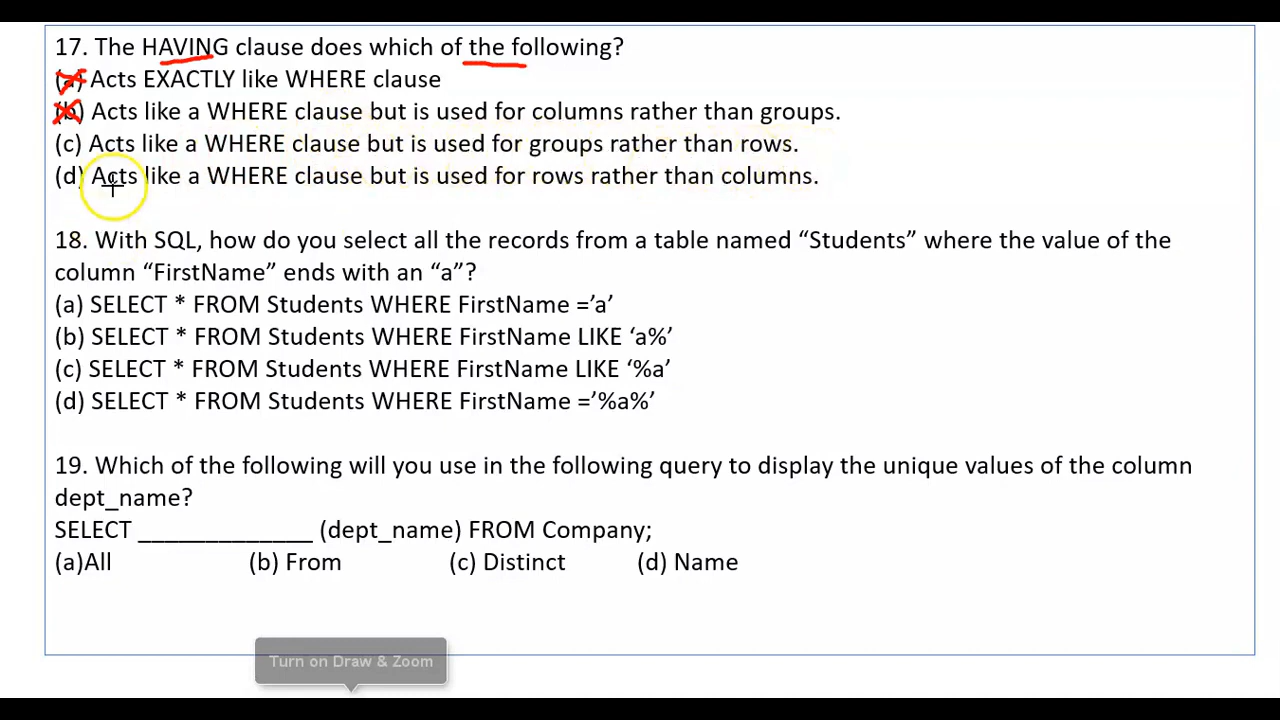 17. The HAVING clause does which of the following?
(a) Acts EXACTLY like WHERE clause
(b) Acts like a WHERE clause but is used for columns rather than groups.
(c) Acts like a WHERE clause but is used for groups rather than rows.
(d) Acts like a WHERE clause but is used for rows rather than columns.
18. With SQL, how do you select all the records from a table named “Students” where the value of the
column “FirstName” ends with an “a”?
(a) SELECT * FROM Students WHERE FirstName =’a’
(b) SELECT * FROM Students WHERE FirstName LIKE ‘a%’
(c) SELECT * FROM Students WHERE FirstName LIKE ‘%a’
(d) SELECT * FROM Students WHERE FirstName =’%a%’
19. Which of the following will you use in the following query to display the unique values of the column
dept_name?
SELECT _____________ (dept_name) FROM Company;
(a)All (b) From (c) Distinct (d) Name
Turn on Draw & Zoom